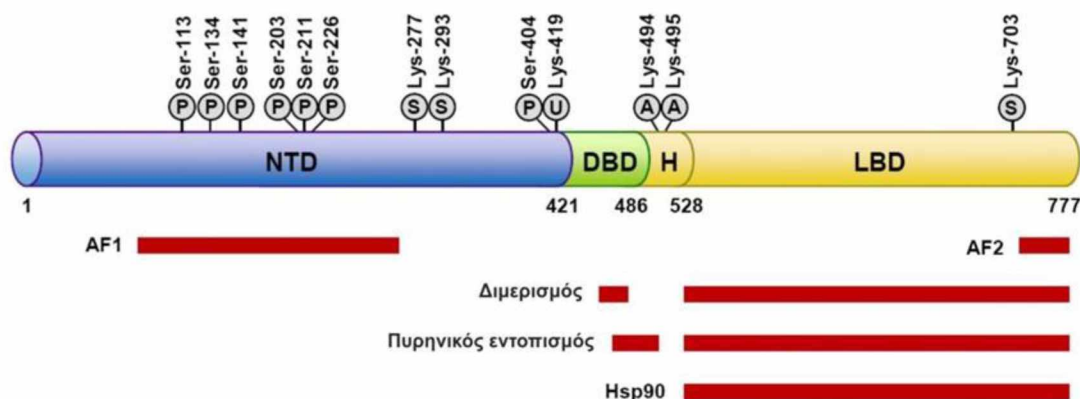 Ser-113 Ser-134 Ser-141 Ser-203 Ser-211 Ser-226 Lys-277 Lys-293 Ser-404 Lys-419 Lys-494 Lys-495 Lys-703
P P P P P P S S P U A A S
NTD DBD H LBD
1 421 486 528 777
AF1 AF2
Διμερισμός
Πυρηνικός εντοπισμός
Hsp90